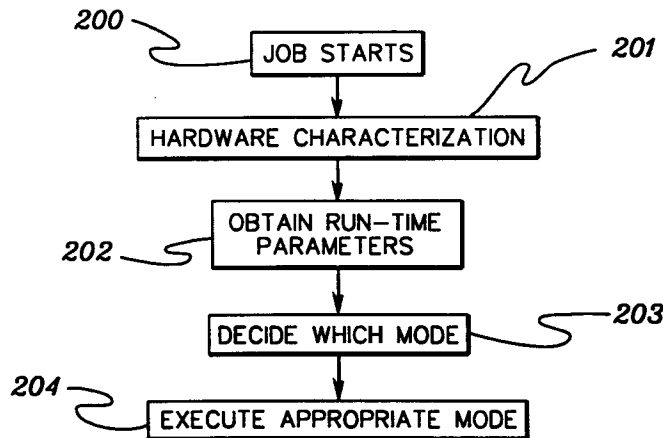 200
JOB STARTS
201
HARDWARE CHARACTERIZATION
202
OBTAIN RUN-TIME
PARAMETERS
203
DECIDE WHICH MODE
204
EXECUTE APPROPRIATE MODE